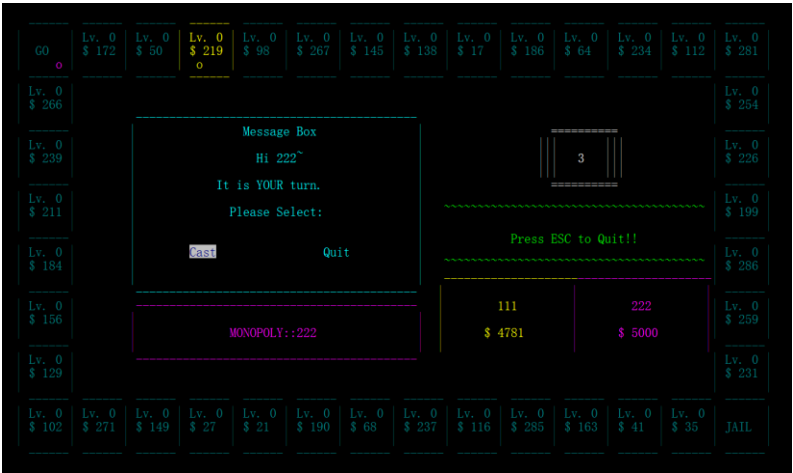 GO Lv. 0 Lv. 0 Lv. 0 Lv. 0 Lv. 0 Lv. 0 Lv. 0 Lv. 0 Lv. 0 Lv. 0 Lv. 0 Lv. 0 Lv. 0
$ 172 $ 50 $ 219 $ 98 $ 267 $ 145 $ 138 $ 17 $ 186 $ 64 $ 234 $ 112 $ 281
o o
Lv. 0 Lv. 0
$ 266 $ 254
Message Box
Lv. 0 Hi 222~ 3 Lv. 0
$ 239 $ 226
It is YOUR turn.
Lv. 0 Please Select: Lv. 0
$ 211 $ 199
Press ESC to Quit!!
Lv. 0 Cast Quit Lv. 0
$ 184 $ 286
Lv. 0 111 222 Lv. 0
$ 156 $ 259
MONOPOLY::222 $ 4781 $ 5000
Lv. 0 Lv. 0
$ 129 $ 231
Lv. 0 Lv. 0 Lv. 0 Lv. 0 Lv. 0 Lv. 0 Lv. 0 Lv. 0 Lv. 0 Lv. 0 Lv. 0 Lv. 0 Lv. 0
$ 102 $ 271 $ 149 $ 27 $ 21 $ 190 $ 68 $ 237 $ 116 $ 285 $ 163 $ 41 $ 35 JAIL